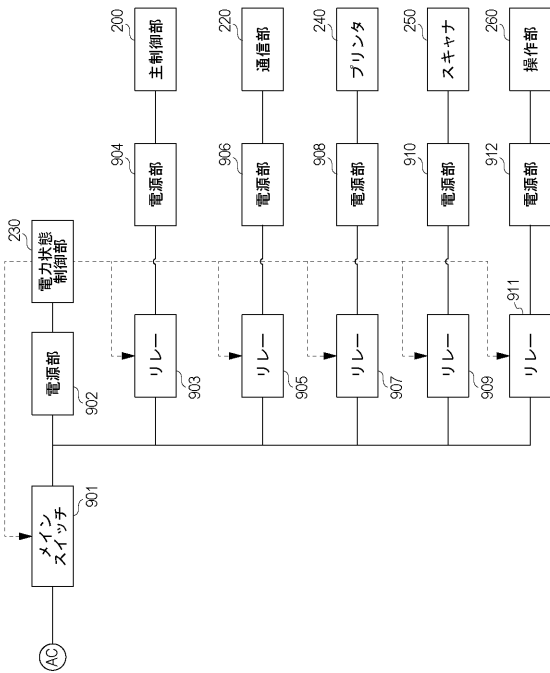 AC
メイン
スイッチ
901
電源部
902
電力状態
制御部
230
リレー
903
電源部
904
主制御部
200
リレー
905
電源部
906
通信部
220
リレー
907
電源部
908
プリンタ
240
リレー
909
電源部
910
スキャナ
250
リレー
911
電源部
912
操作部
260